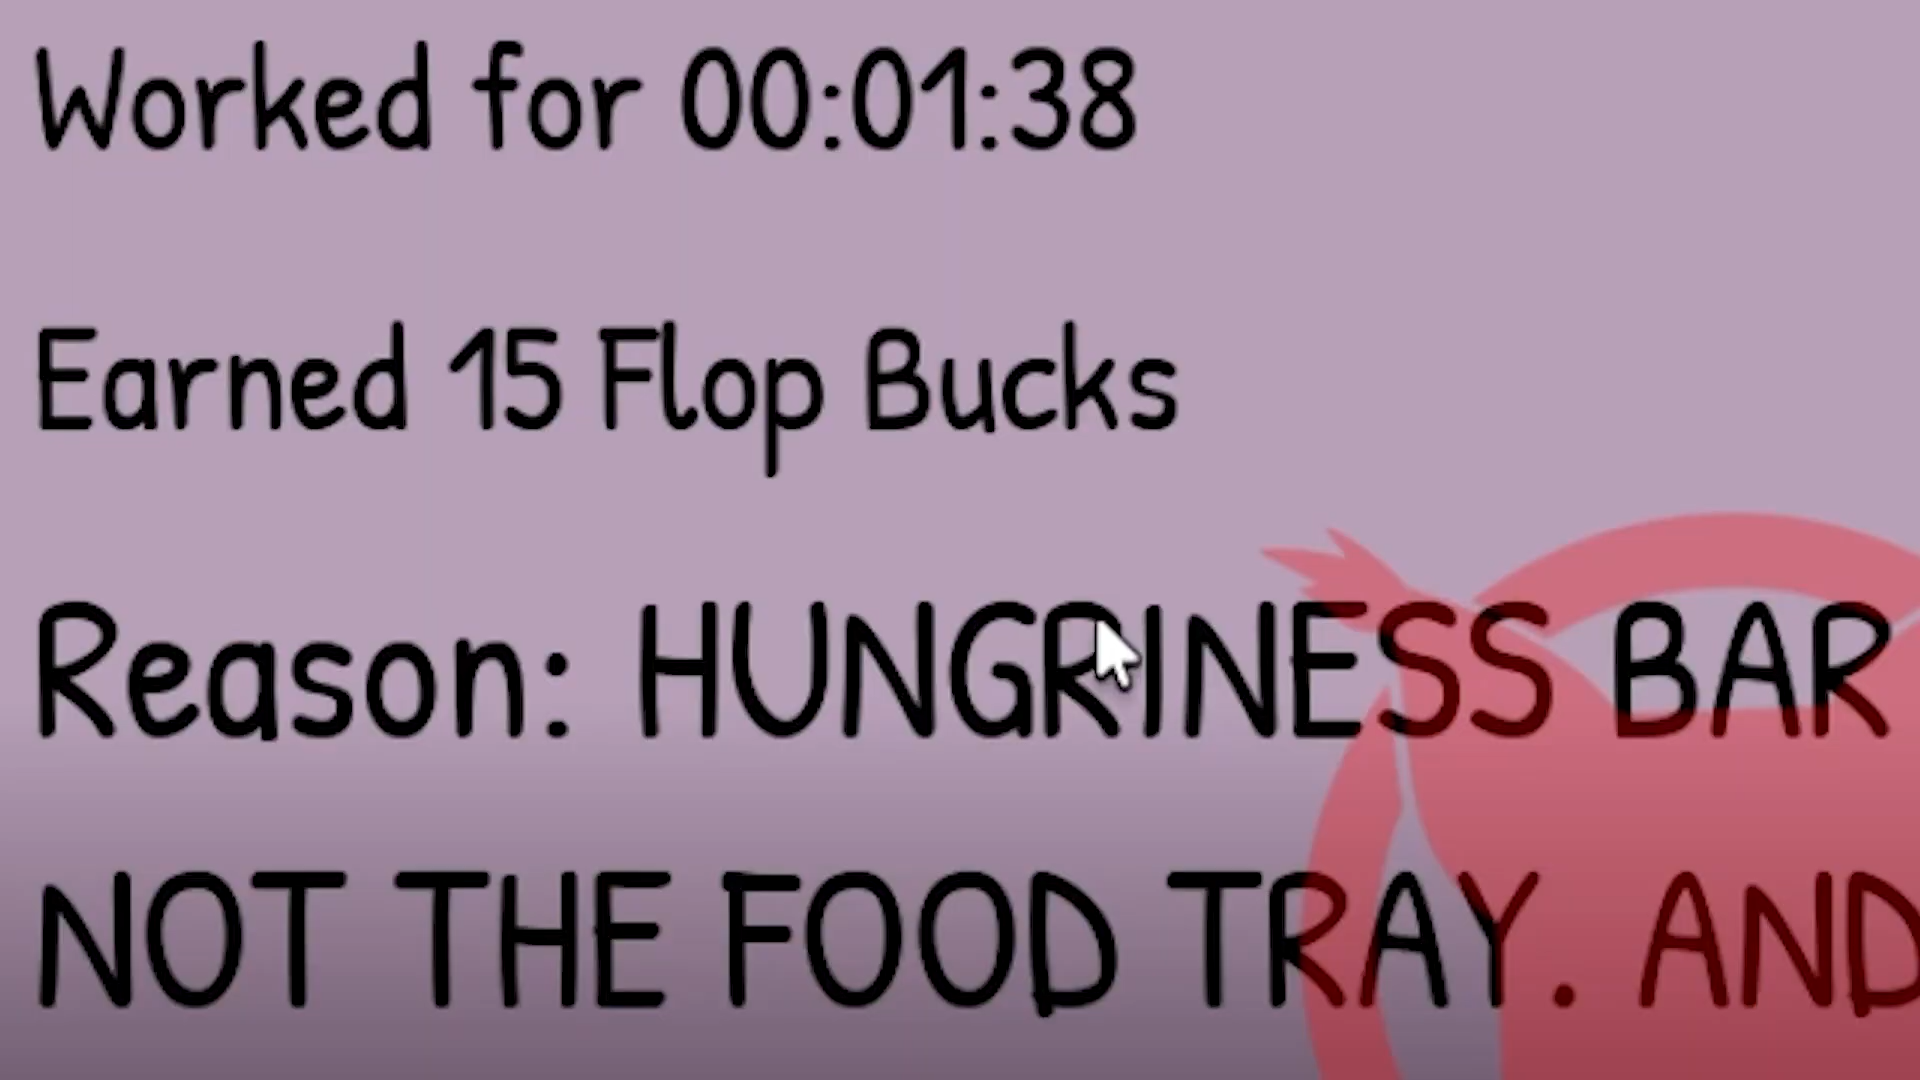 Worked for 00:01:38
Earned 15 Flop Bucks
Reason: HUNGRINESS BAR
NOT THE FOOD TRAY. AND